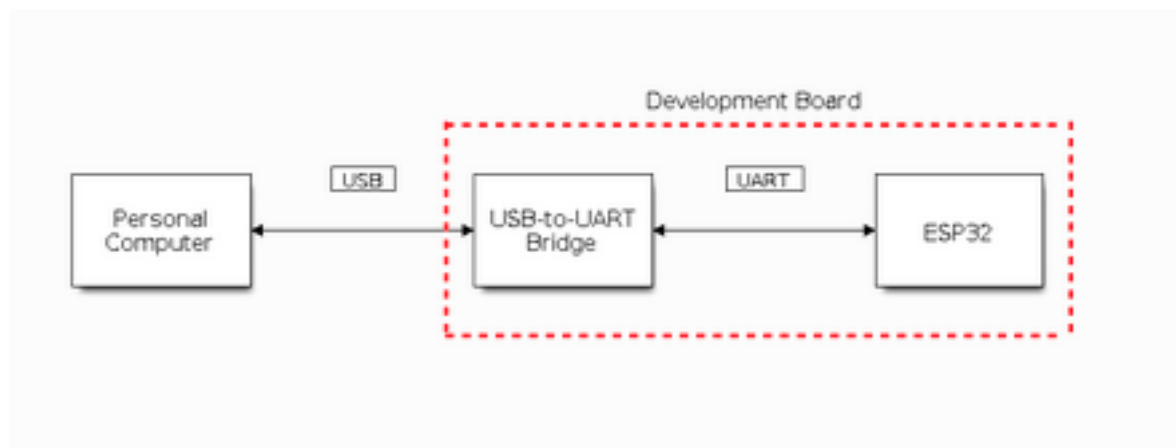 Development Board
USB
UART
Personal
Computer
USB-to-UART
Bridge
ESP32